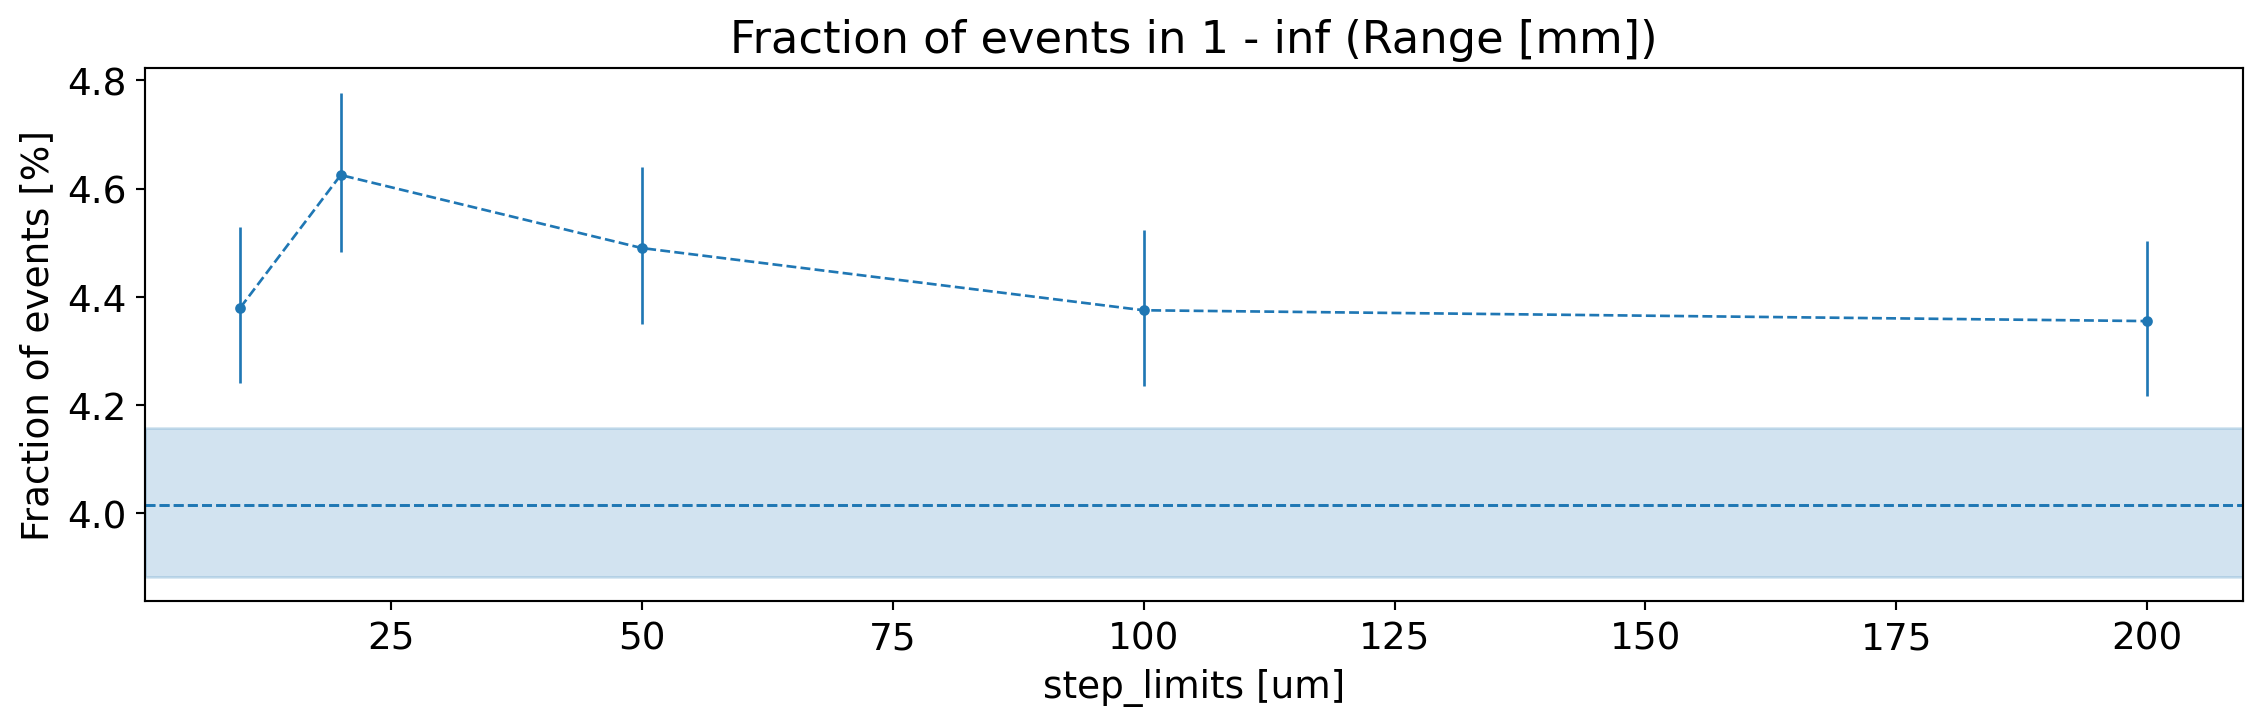 Fraction of events in 1 - inf (Range [mm])
Fraction of events [%]
4.8
4.6
4.4
4.2
4.0
25 50 75 100 125 150 175 200
step_limits [um]